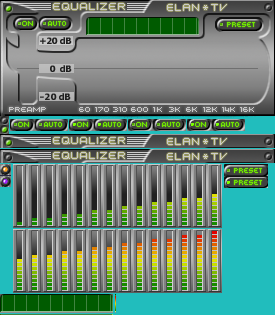 EQUALIZER ELAN*TV
ON AUTO PRESET
+20 dB
0 dB
-20 dB
PREAMP 60 170 310 600 1K 3K 6K 12K 14K 16K
ON AUTO ON AUTO ON AUTO ON AUTO
EQUALIZER ELAN*TV
EQUALIZER ELAN*TV
PRESET
PRESET